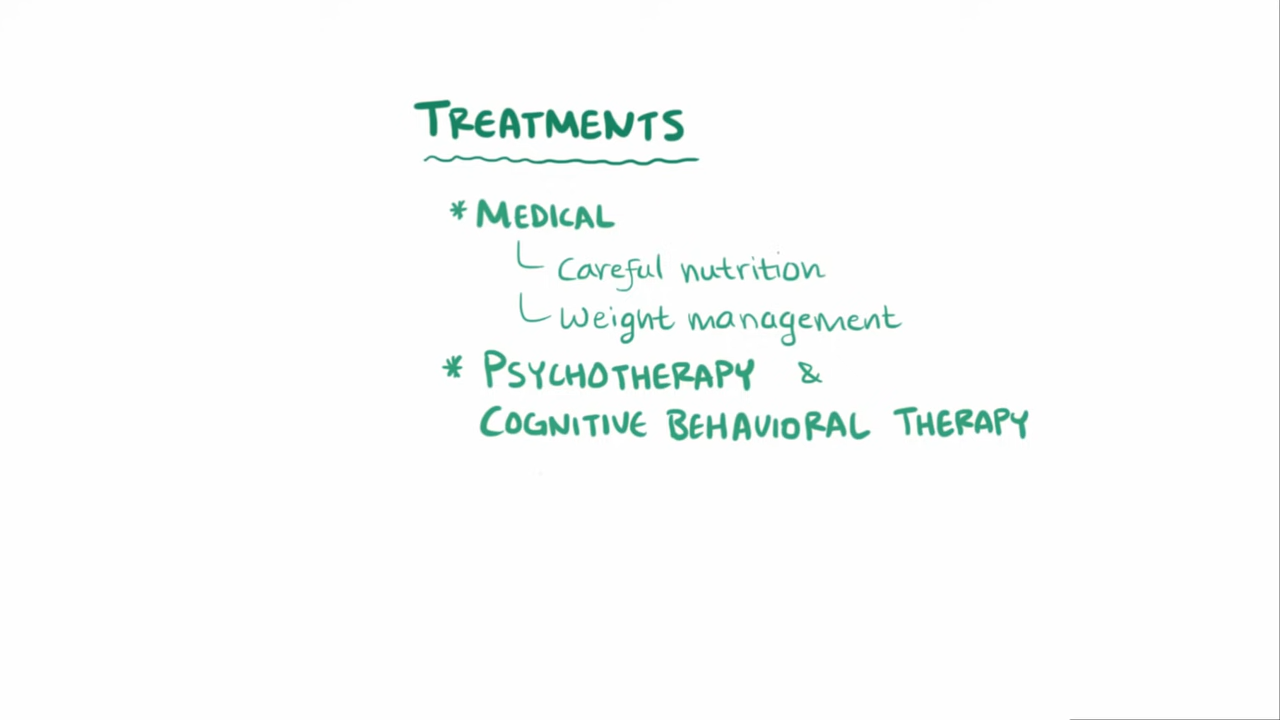 TREATMENTS
* MEDICAL
Careful nutrition
Weight management
* PSYCHOTHERAPY &
COGNITIVE BEHAVIORAL THERAPY